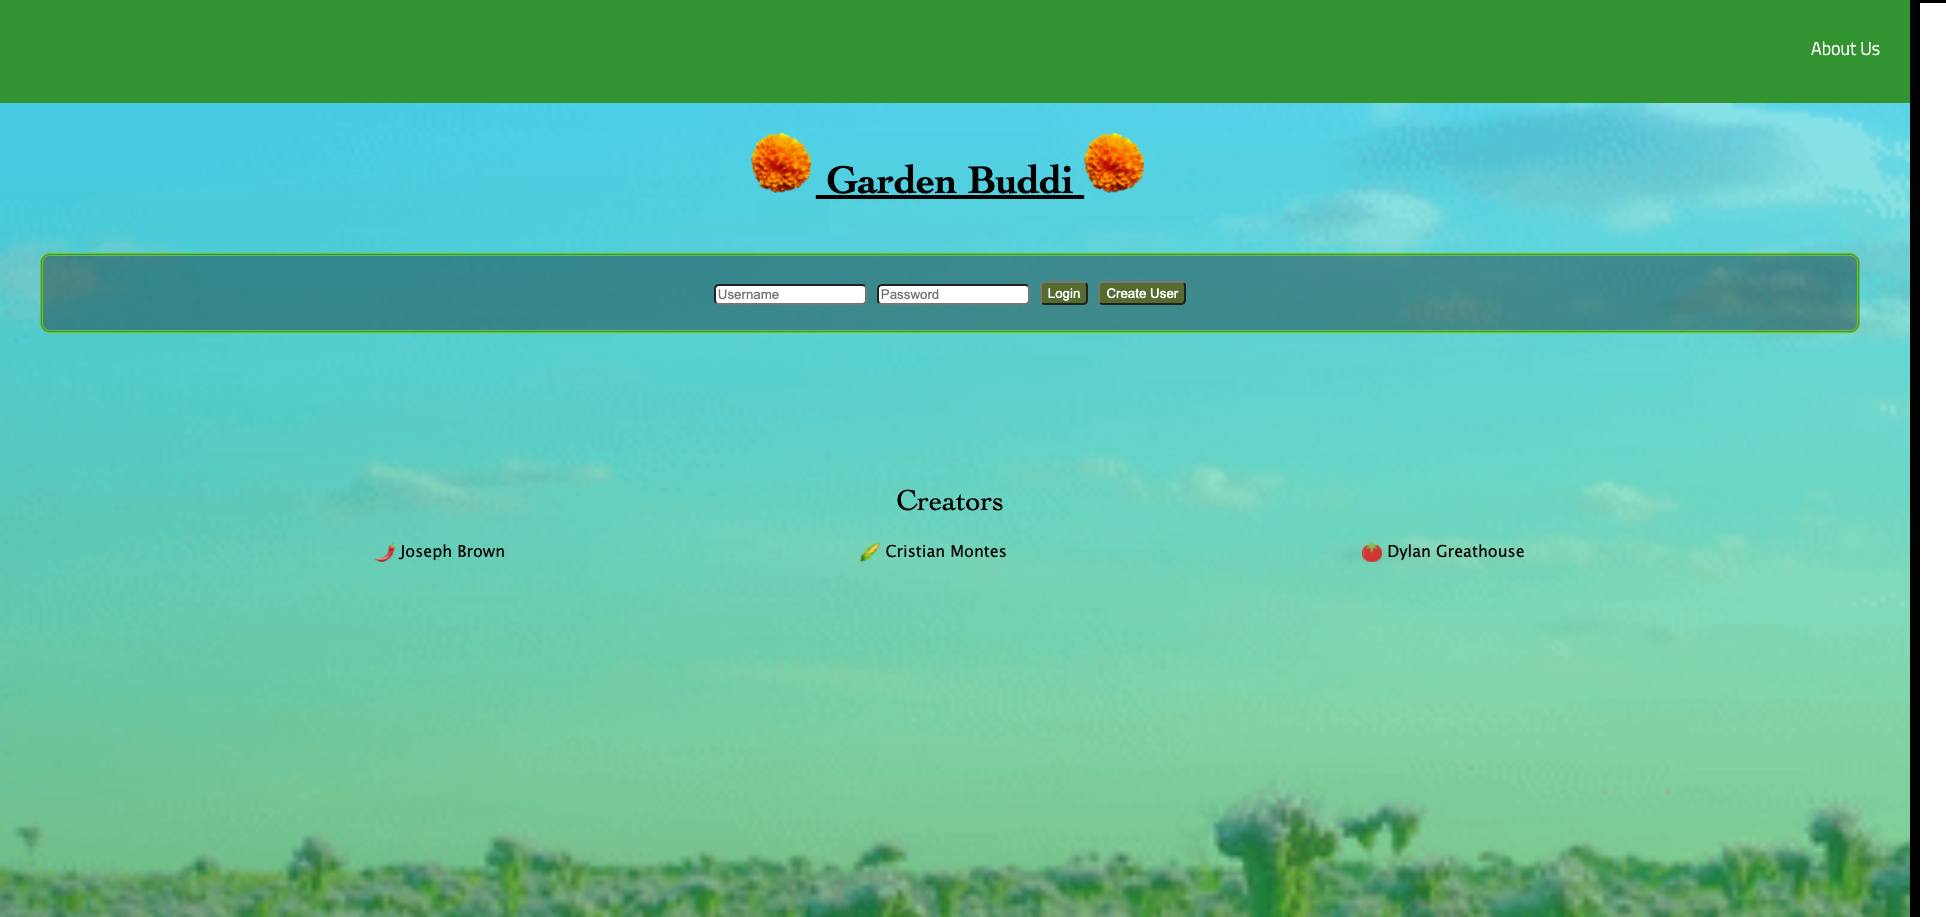 About Us
Garden Buddi
Username Password Login Create User
Creators
Joseph Brown Cristian Montes Dylan Greathouse